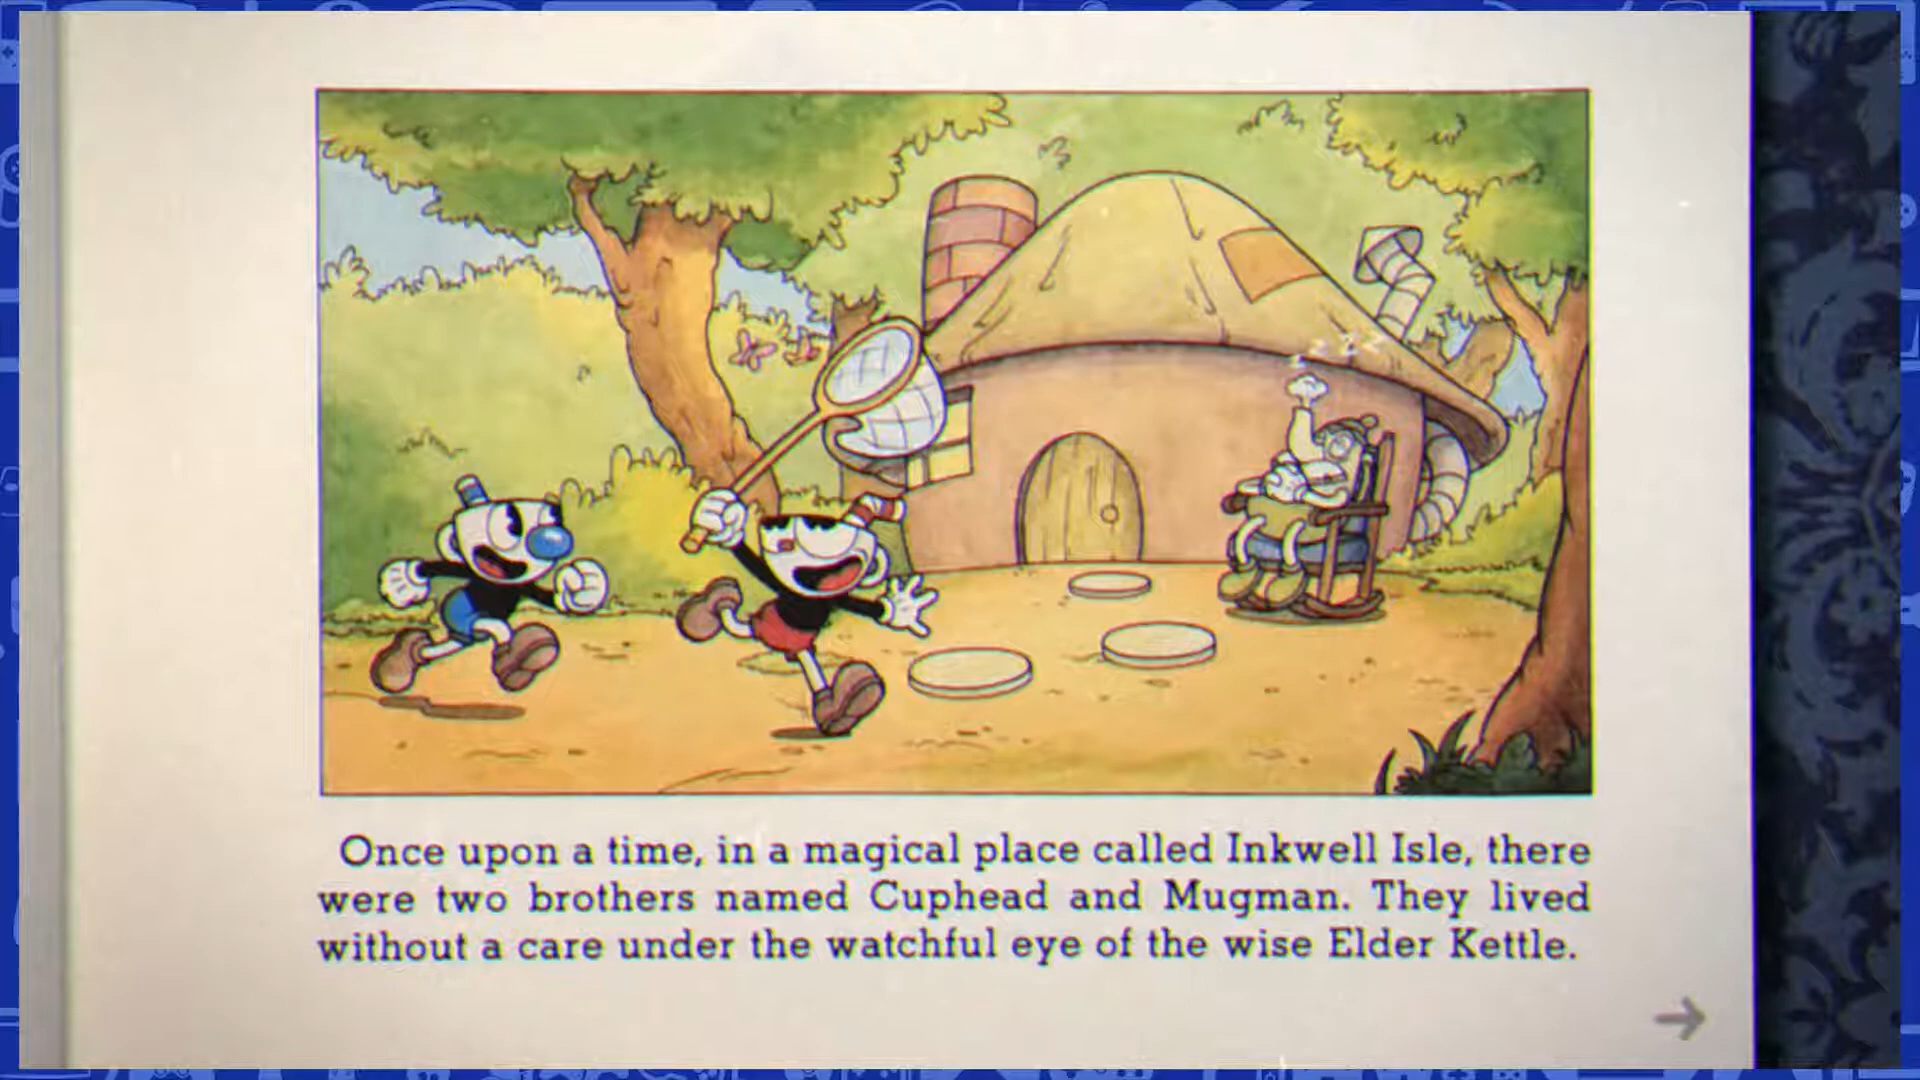 z z z z
Once upon a time, in a magical place called Inkwell Isle, there
were two brothers named Cuphead and Mugman. They lived
without a care under the watchful eye of the wise Elder Kettle.